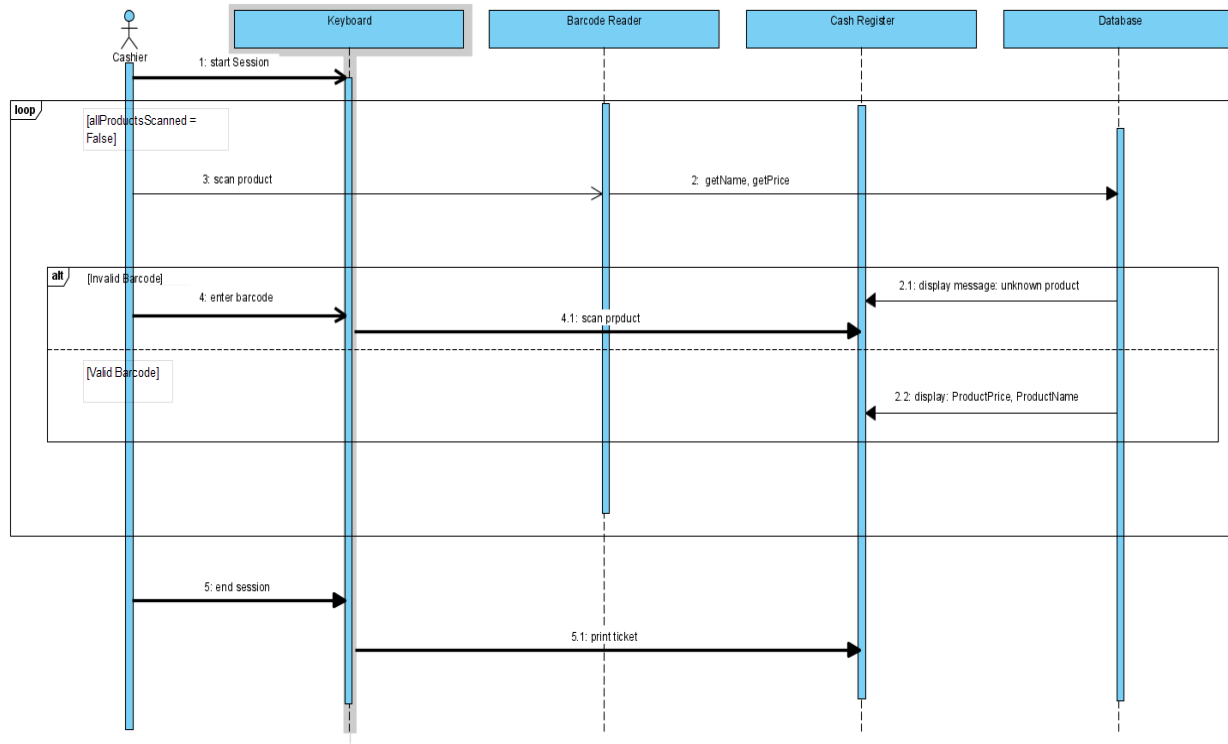 Keyboard
Barcode Reader
Cash Register
Database
Cashier
1: start Session
loop
[allProductsScanned =
False]
3: scan product
2: getName, getPrice
alt
[Invalid Barcode]
2.1: display message: unknown product
4: enter barcode
4.1: scan prpduct
[Valid Barcode]
2.2: display: ProductPrice, ProductName
5: end session
5.1: print ticket